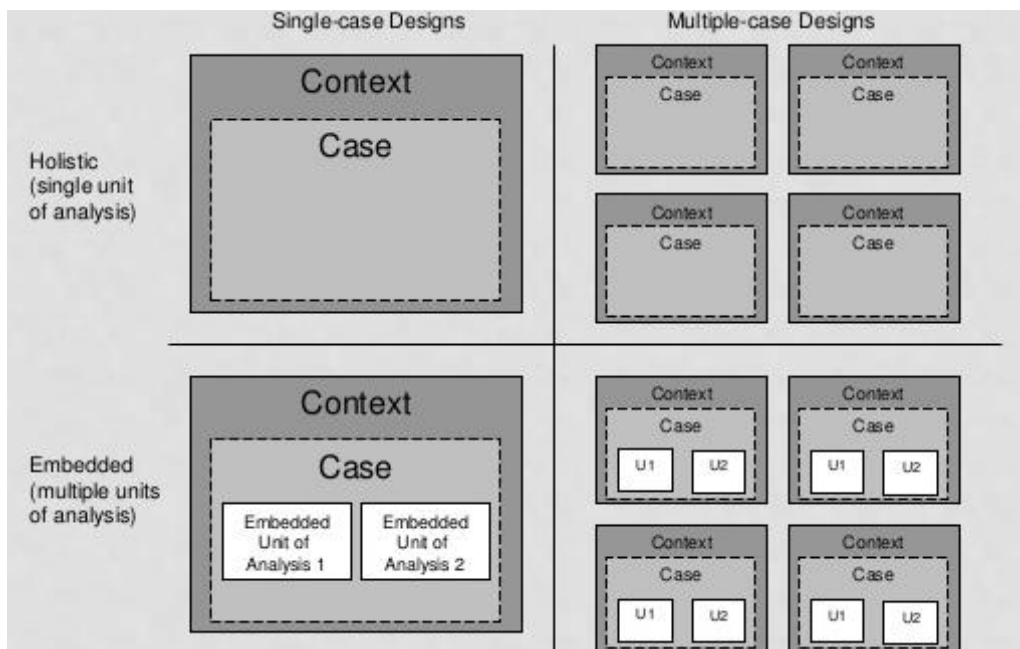 Single-case Designs
Multiple-case Designs
Holistic
(single unit
of analysis)
Context
Case
Context
Case
Context
Case
Context
Case
Context
Case
Embedded
(multiple units
of analysis)
Context
Case
Embedded
Unit of
Analysis 1
Embedded
Unit of
Analysis 2
Context
Case
U1
U2
Context
Case
U1
U2
Context
Case
U1
U2
Context
Case
U1
U2